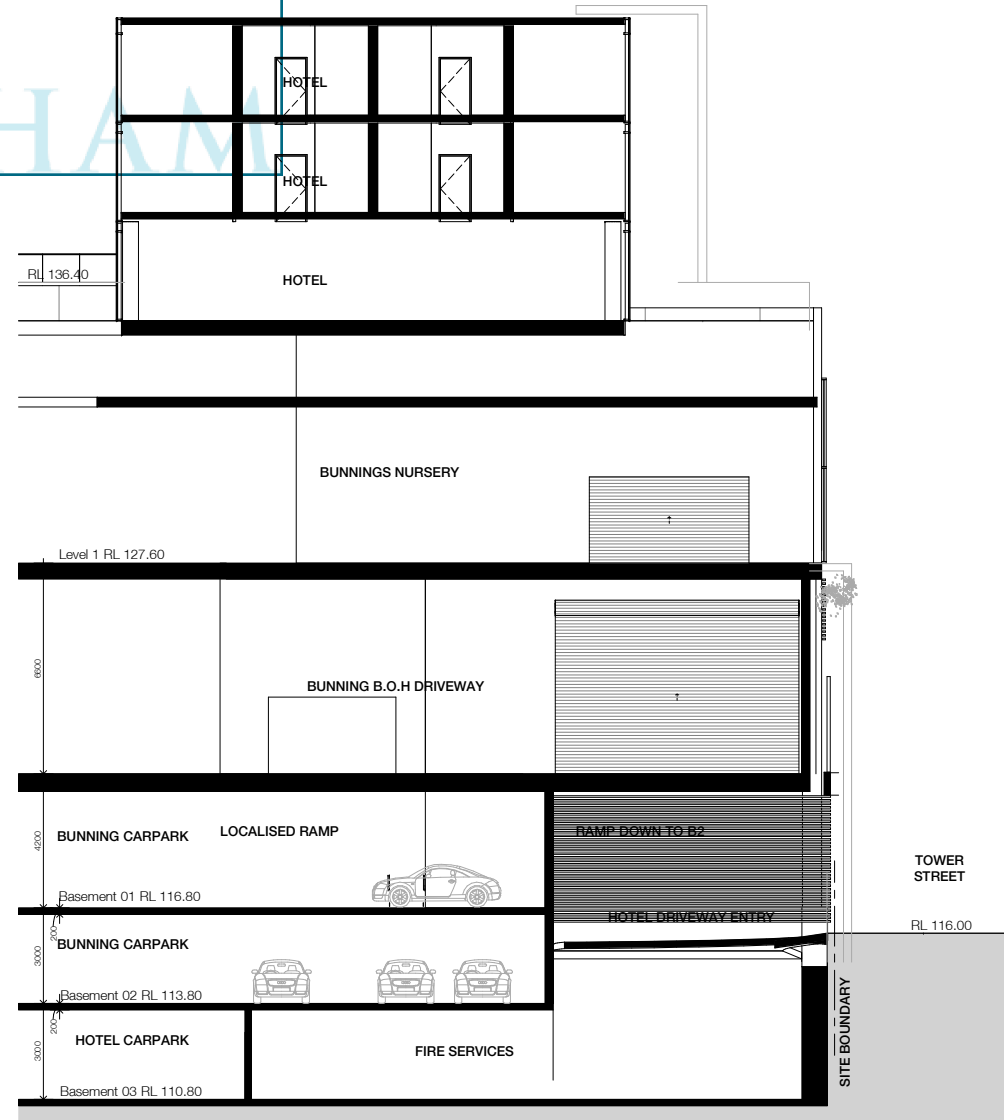 HOTEL
HAM
HOTEL
RL 136.40
HOTEL
BUNNINGS NURSERY
Level 1 RL 127.60
6600
BUNNING B.O.H DRIVEWAY
4200
BUNNING CARPARK
LOCALISED RAMP
RAMP DOWN TO B2
TOWER
STREET
Basement 01 RL 116.80
HOTEL DRIVEWAY ENTRY
RL 116.00
200
3000
BUNNING CARPARK
Basement 02 RL 113.80
SITE BOUNDARY
200
3000
HOTEL CARPARK
FIRE SERVICES
Basement 03 RL 110.80